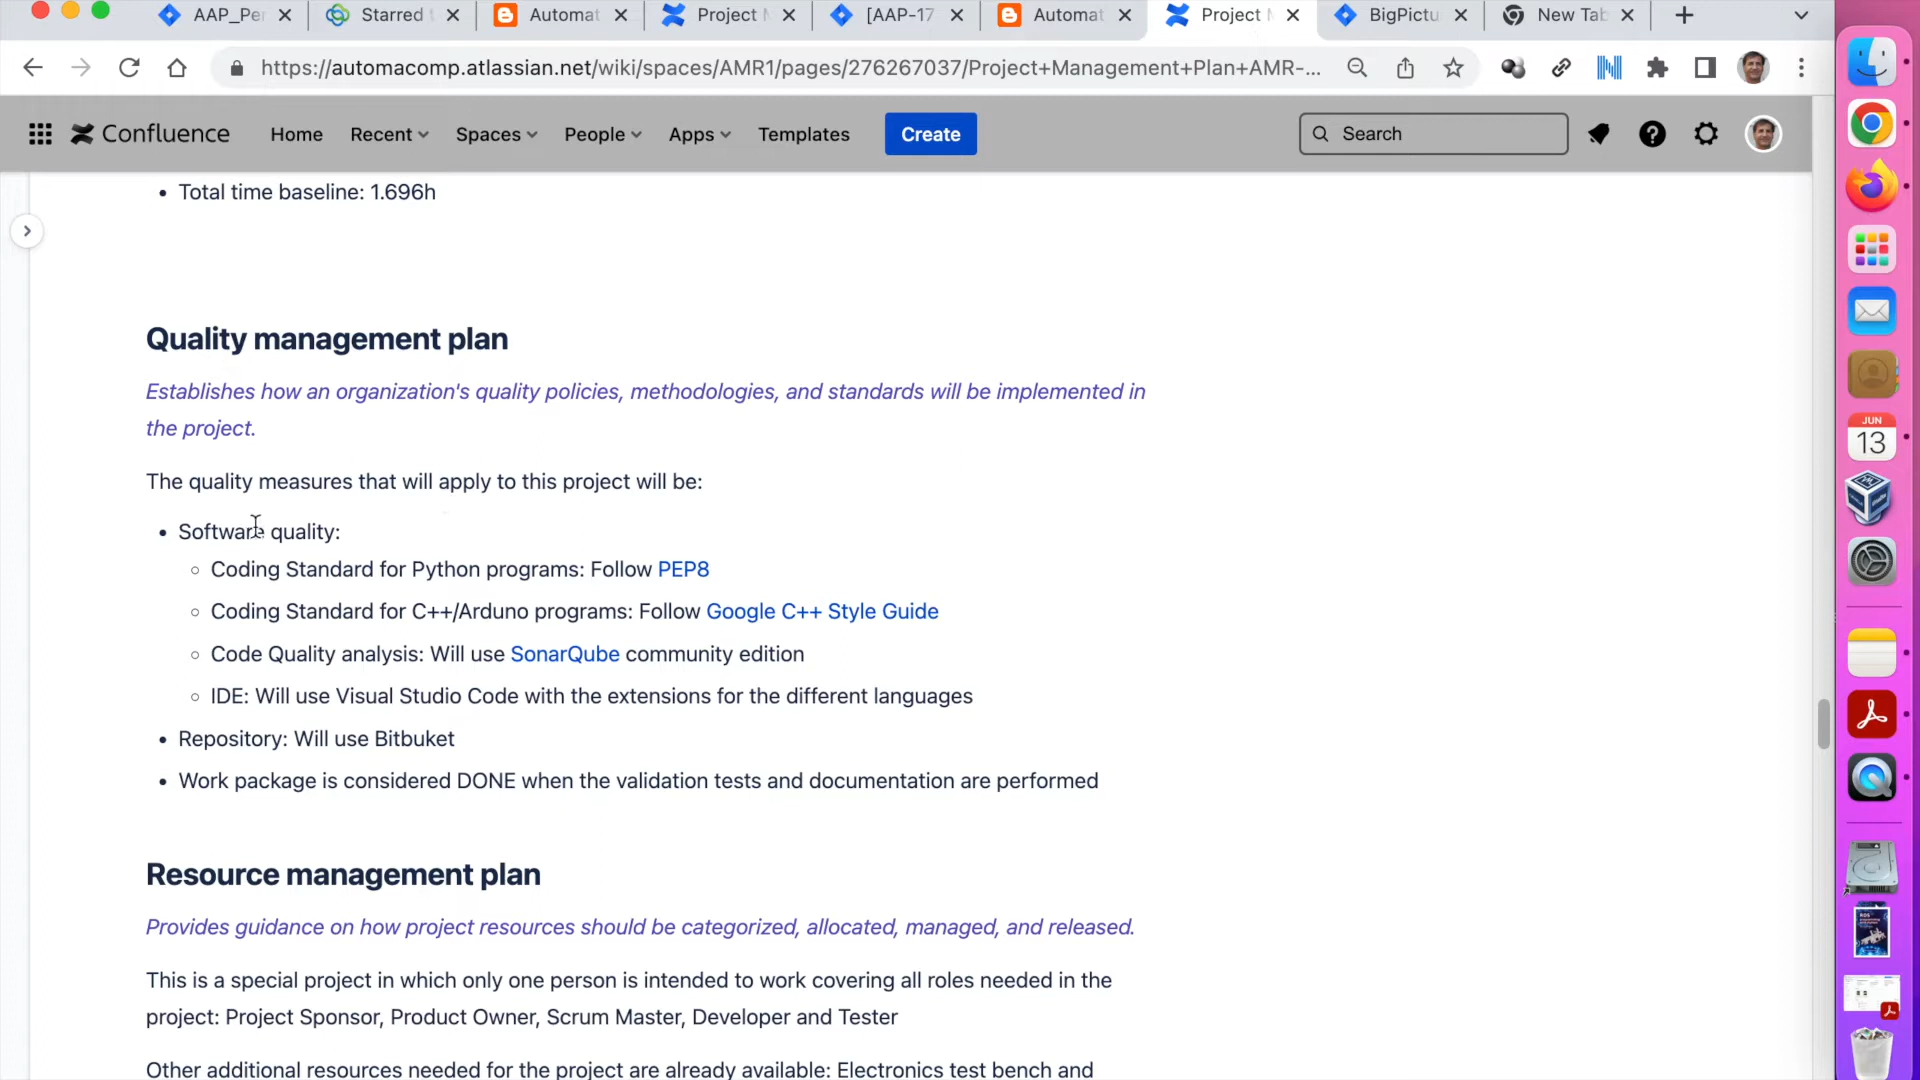 AAP_Per
Starred
Automat
Project M
[AAP-17
Automat
Project M
BigPictu
New Tab
https://automacomp.atlassian.net/wiki/spaces/AMR1/pages/276267037/Project+Management+Plan+AMR-...
Confluence
Home
Recent
Spaces
People
Apps
Templates
Create
Search
• Total time baseline: 1.696h
Quality management plan
Establishes how an organization's quality policies, methodologies, and standards will be implemented in
the project.
The quality measures that will apply to this project will be:
• Software quality:
◦ Coding Standard for Python programs: Follow PEP8
◦ Coding Standard for C++/Arduno programs: Follow Google C++ Style Guide
◦ Code Quality analysis: Will use SonarQube community edition
◦ IDE: Will use Visual Studio Code with the extensions for the different languages
• Repository: Will use Bitbuket
• Work package is considered DONE when the validation tests and documentation are performed
Resource management plan
Provides guidance on how project resources should be categorized, allocated, managed, and released.
This is a special project in which only one person is intended to work covering all roles needed in the
project: Project Sponsor, Product Owner, Scrum Master, Developer and Tester
Other additional resources needed for the project are already available: Electronics test bench and
JUN
13
ROS